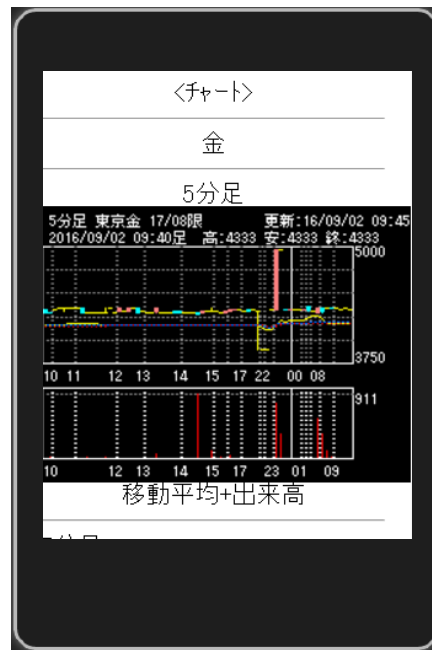 <チャート>
金
5分足
5分足 東京金 17/08限 更新:16/09/02 09:45
2016/09/02 09:40足 高:4333 安:4333 終:4333
5000
3750
10 11 12 13 14 15 17 22 00 08
911
10 12 13 14 15 17 23 01 09
移動平均+出来高